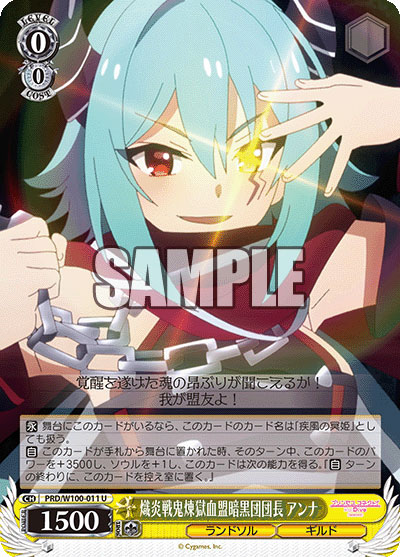 LEVEL
0
0
COST
SAMPLE
覚醒を遂げた魂の昂ぶりが聞こえるか!
我が盟友よ!
永 舞台にこのカードがいるなら、このカードのカード名は「疾風の冥姫」と
しても扱う。
自 このカードが手札から舞台に置かれた時、そのターン中、このカードのパ
ワーを+3500し、ソウルを+1し、このカードは次の能力を得る。『自 ターン
の終わりに、このカードを控室に置く。』
CH PRD/W100-011 U
熾炎戦鬼煉獄血盟暗黒団団長 アンナ
1500
ランドソル
ギルド
© Cygames, Inc.